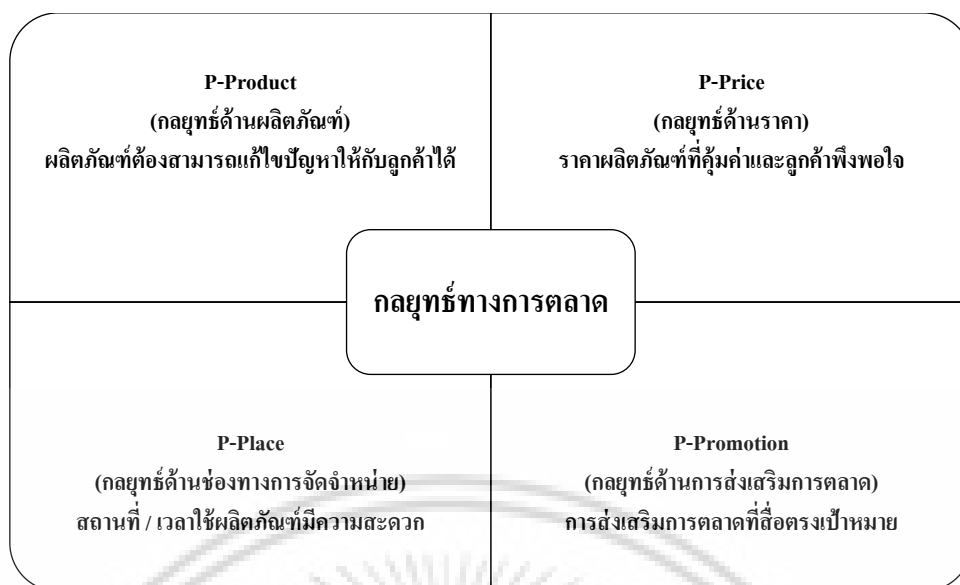 P-Product
(กลยุทธ์ด้านผลิตภัณฑ์)
ผลิตภัณฑ์ต้องสามารถแก้ไขปัญหาให้กับลูกค้าได้
P-Price
(กลยุทธ์ด้านราคา)
ราคาผลิตภัณฑ์ที่คุ้มค่าและลูกค้าพึงพอใจ
กลยุทธ์ทางการตลาด
P-Place
(กลยุทธ์ด้านช่องทางการจัดจำหน่าย)
สถานที่ / เวลาใช้ผลิตภัณฑ์มีความสะดวก
P-Promotion
(กลยุทธ์ด้านการส่งเสริมการตลาด)
การส่งเสริมการตลาดที่สื่อตรงเป้าหมาย